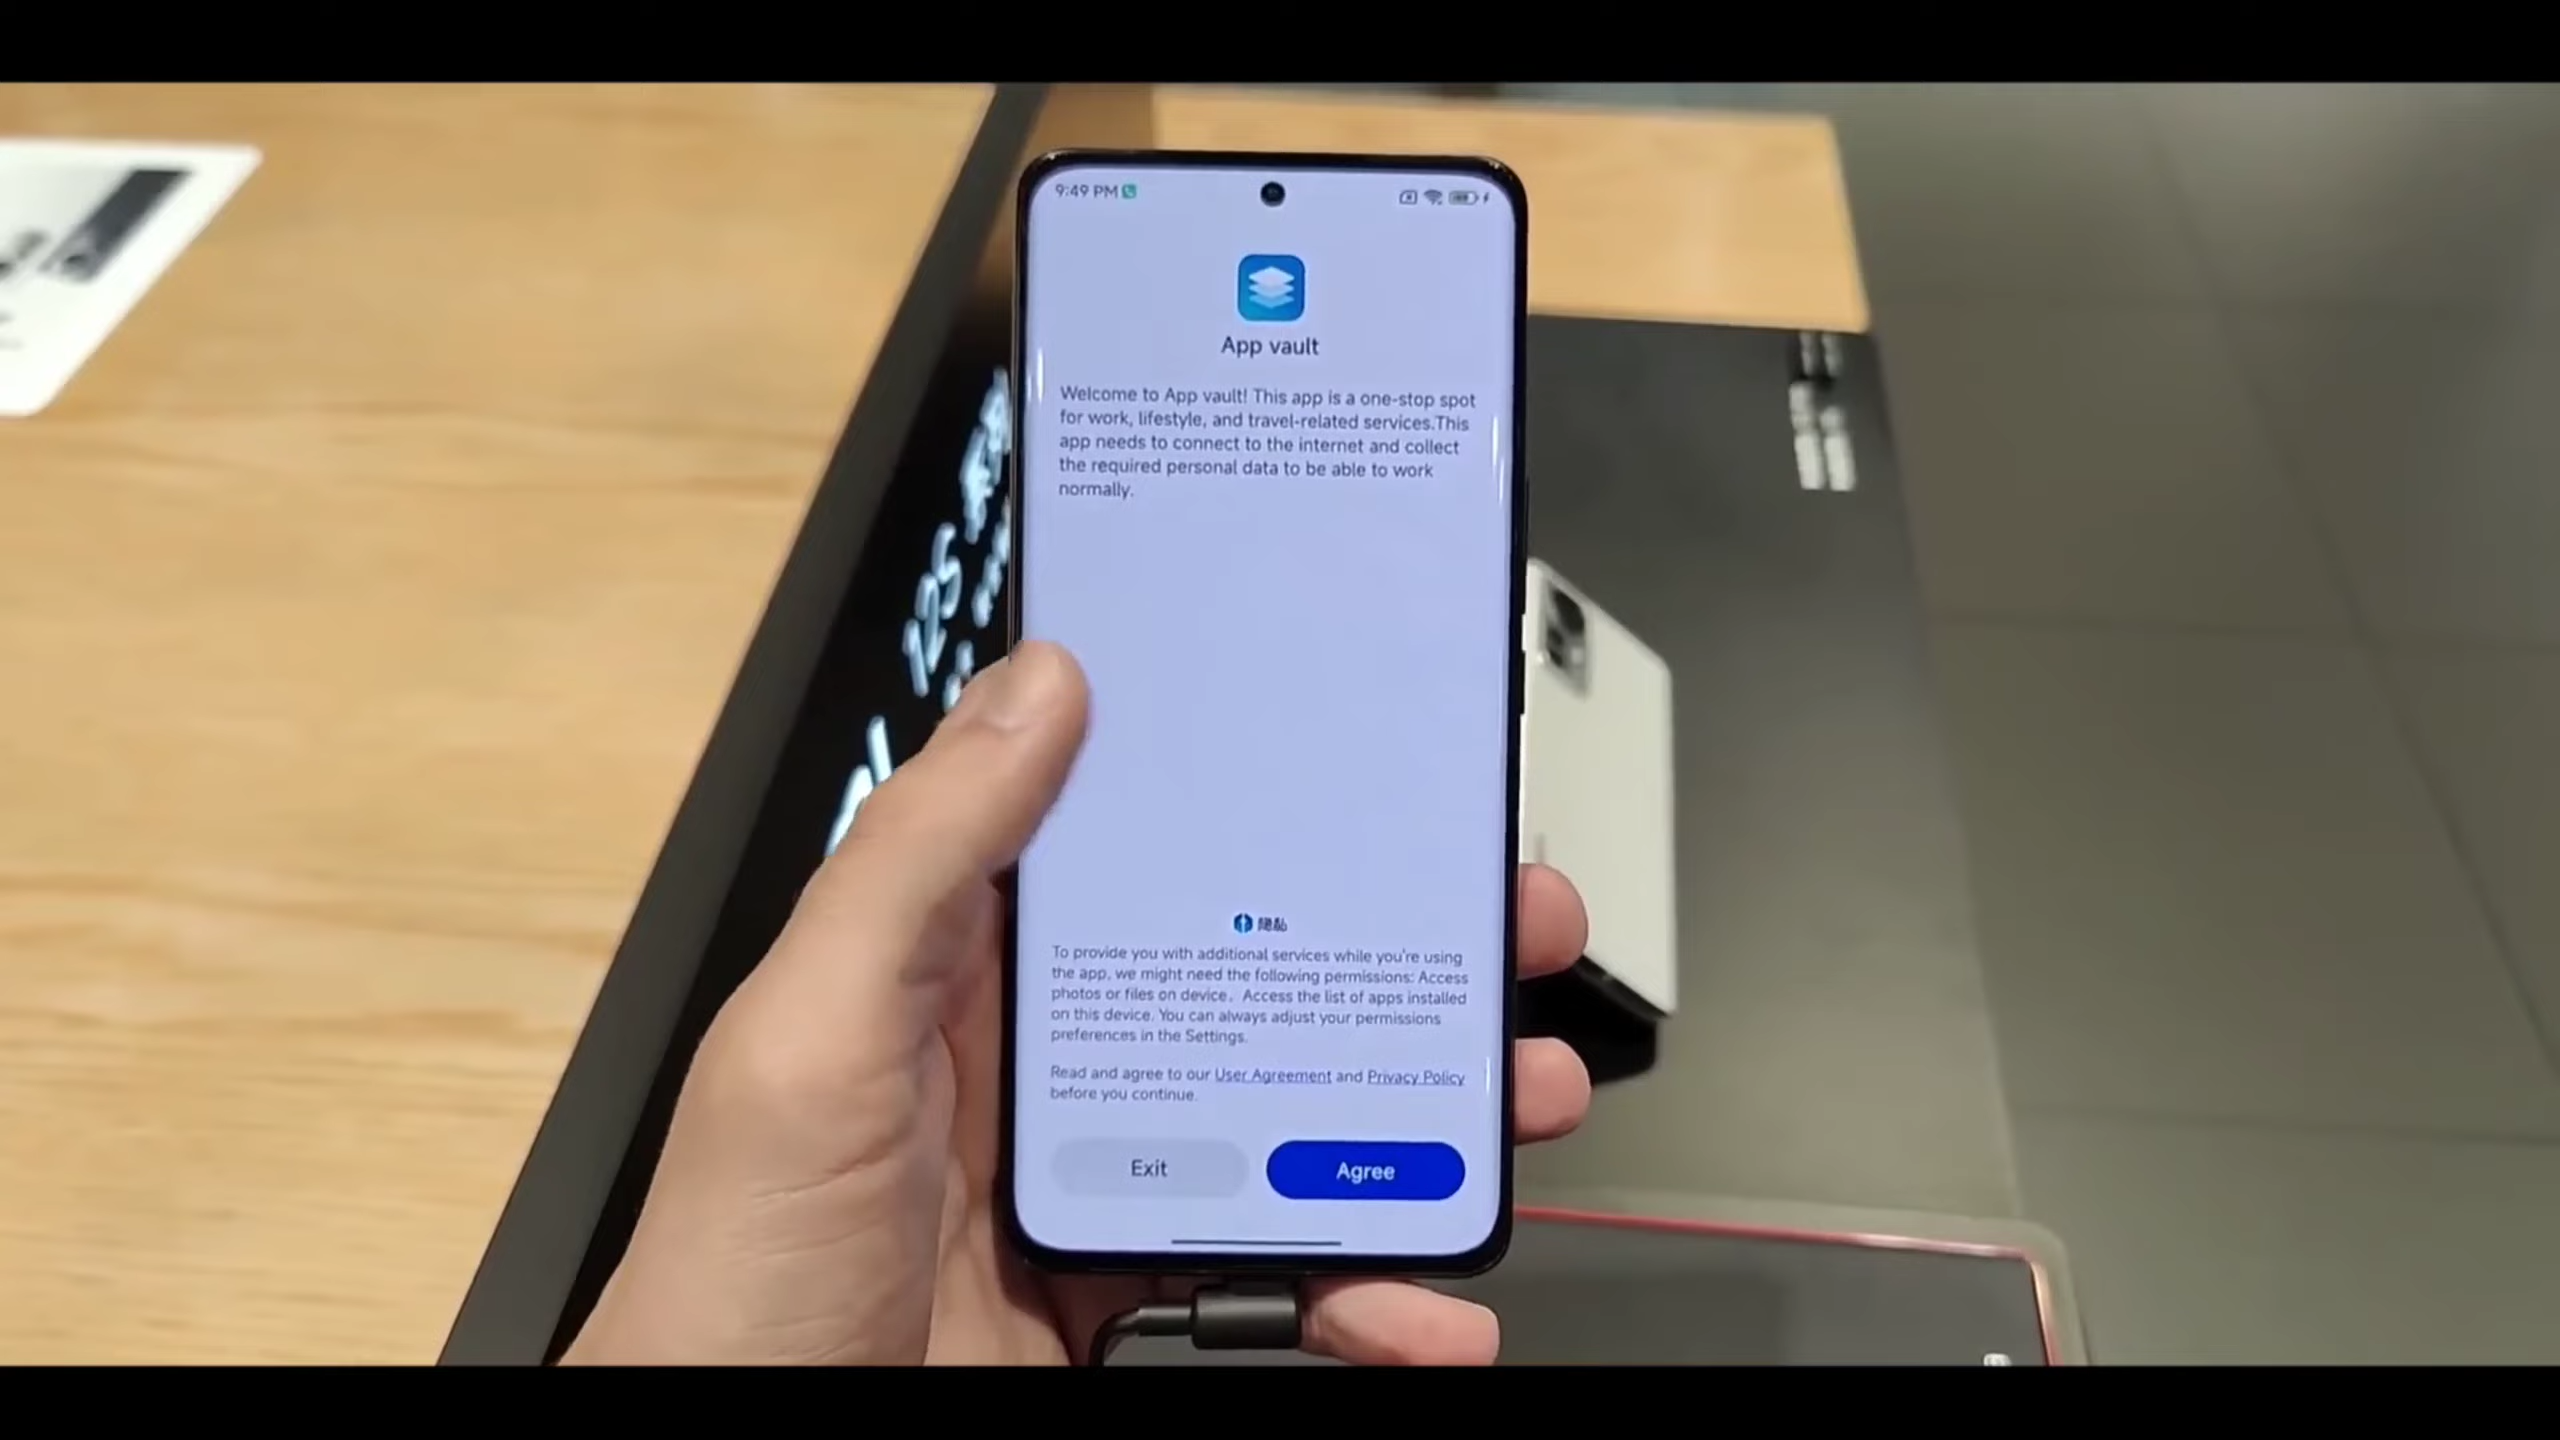 9:49 PM
App vault
Welcome to App vault! This app is a one-stop spot
for work, lifestyle, and travel-related services.This
app needs to connect to the internet and collect
the required personal data to be able to work
normally.
隐私
To provide you with additional services while you're using
the app, we might need the following permissions: Access
photos or files on device. Access the list of apps installed
on this device. You can always adjust your permissions
preferences in the Settings.
Read and agree to our User Agreement and Privacy Policy
before you continue.
Exit
Agree
125